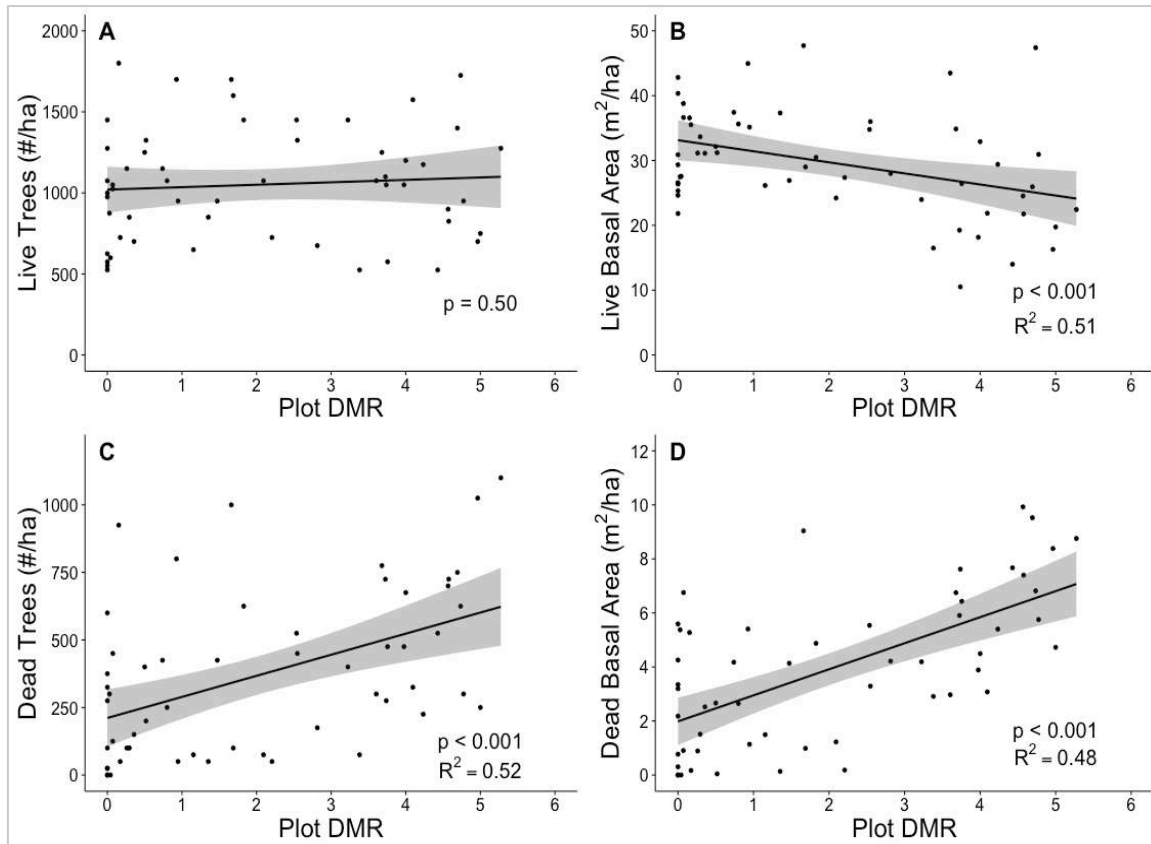 A
Live Trees (#/ha)
2000
1500
1000
500
0
p = 0.50
0 1 2 3 4 5 6
Plot DMR
B
Live Basal Area (m²/ha)
50
40
30
20
10
0
p < 0.001
R² = 0.51
0 1 2 3 4 5 6
Plot DMR
C
Dead Trees (#/ha)
1000
750
500
250
0
p < 0.001
R² = 0.52
0 1 2 3 4 5 6
Plot DMR
D
Dead Basal Area (m²/ha)
12
10
8
6
4
2
0
p < 0.001
R² = 0.48
0 1 2 3 4 5 6
Plot DMR